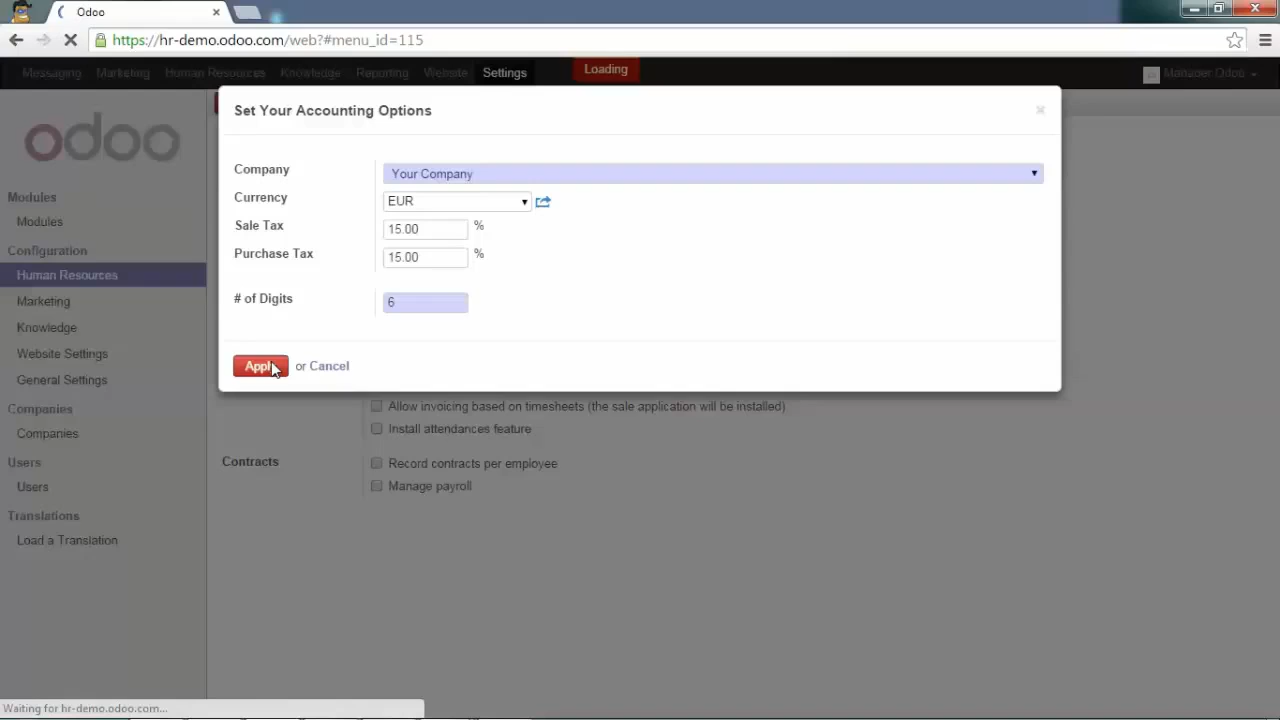 Odoo
https://hr-demo.odoo.com/web?#menu_id=115
Messaging Marketing Human Resources Knowledge Reporting Website Settings Loading Manager Odoo
odoo
Modules
Modules
Configuration
Human Resources
Marketing
Knowledge
Website Settings
General Settings
Companies
Companies
Users
Users
Translations
Load a Translation
Set Your Accounting Options
Company Your Company
Currency EUR
Sale Tax 15.00 %
Purchase Tax 15.00 %
# of Digits 6
Apply or Cancel
Allow invoicing based on timesheets (the sale application will be installed)
Install attendances feature
Contracts Record contracts per employee
Manage payroll
Waiting for hr-demo.odoo.com...